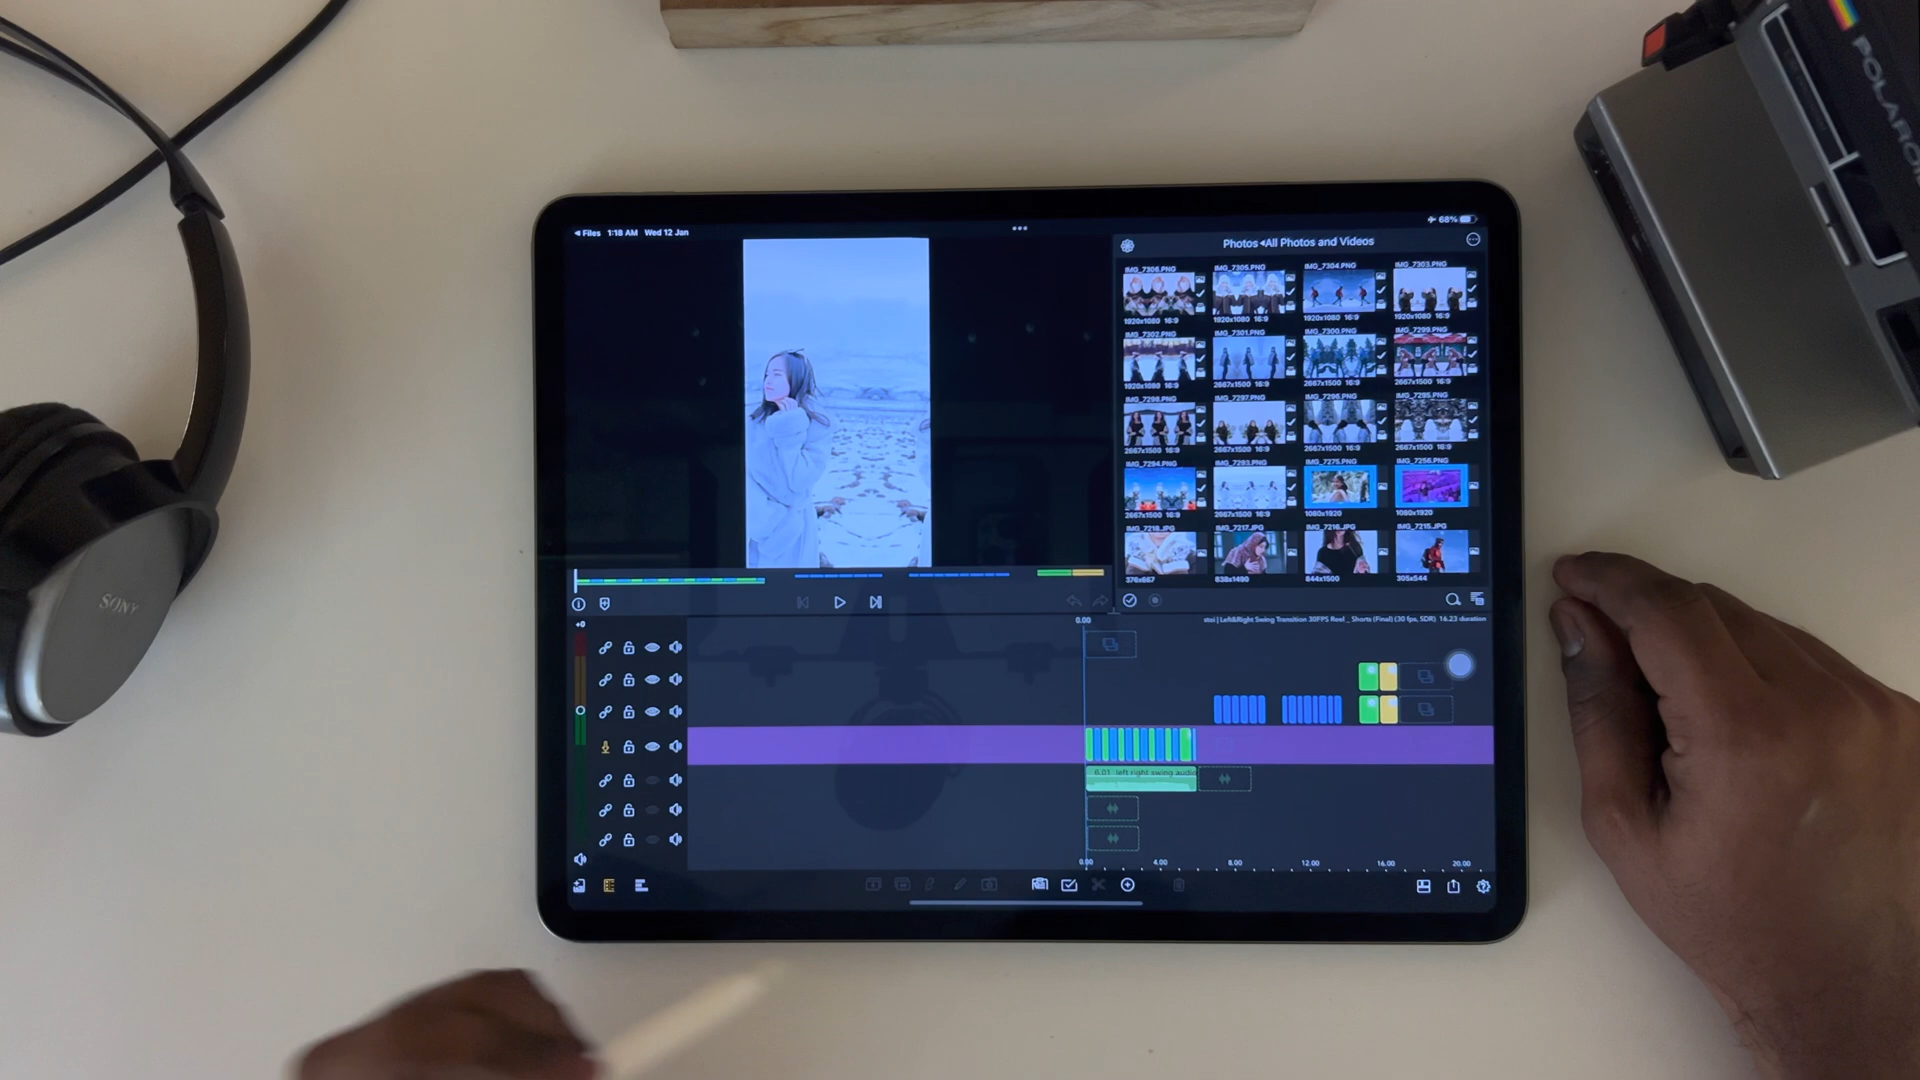 POLAROID
SONY
Files 1:18 AM Wed 12 Jan
68%
Photos All Photos and Videos
IMG_7306.PNG IMG_7305.PNG IMG_7304.PNG IMG_7303.PNG
1920x1080 16:9 1920x1080 16:9 1920x1080 16:9 1920x1080 16:9
IMG_7302.PNG IMG_7301.PNG IMG_7300.PNG IMG_7299.PNG
1920x1080 16:9 2667x1500 16:9 2667x1500 16:9 2667x1500 16:9
IMG_7298.PNG IMG_7297.PNG IMG_7296.PNG IMG_7295.PNG
2667x1500 16:9 2667x1500 16:9 2667x1500 16:9 2667x1500 16:9
IMG_7294.PNG IMG_7293.PNG IMG_7275.PNG IMG_7256.PNG
2667x1500 16:9 2667x1500 16:9 1080x1920 1080x1920
IMG_7218.JPG IMG_7217.JPG IMG_7216.JPG IMG_7215.JPG
376x667 838x1490 844x1500 305x544
+0
0.00
Left&Right Swing Transition 30FPS Reel _ Shorts (Final) (30 fps, SDR) 16.23 duration
6.01 left right swing audio
0.00 4.00 8.00 12.00 16.00 20.00